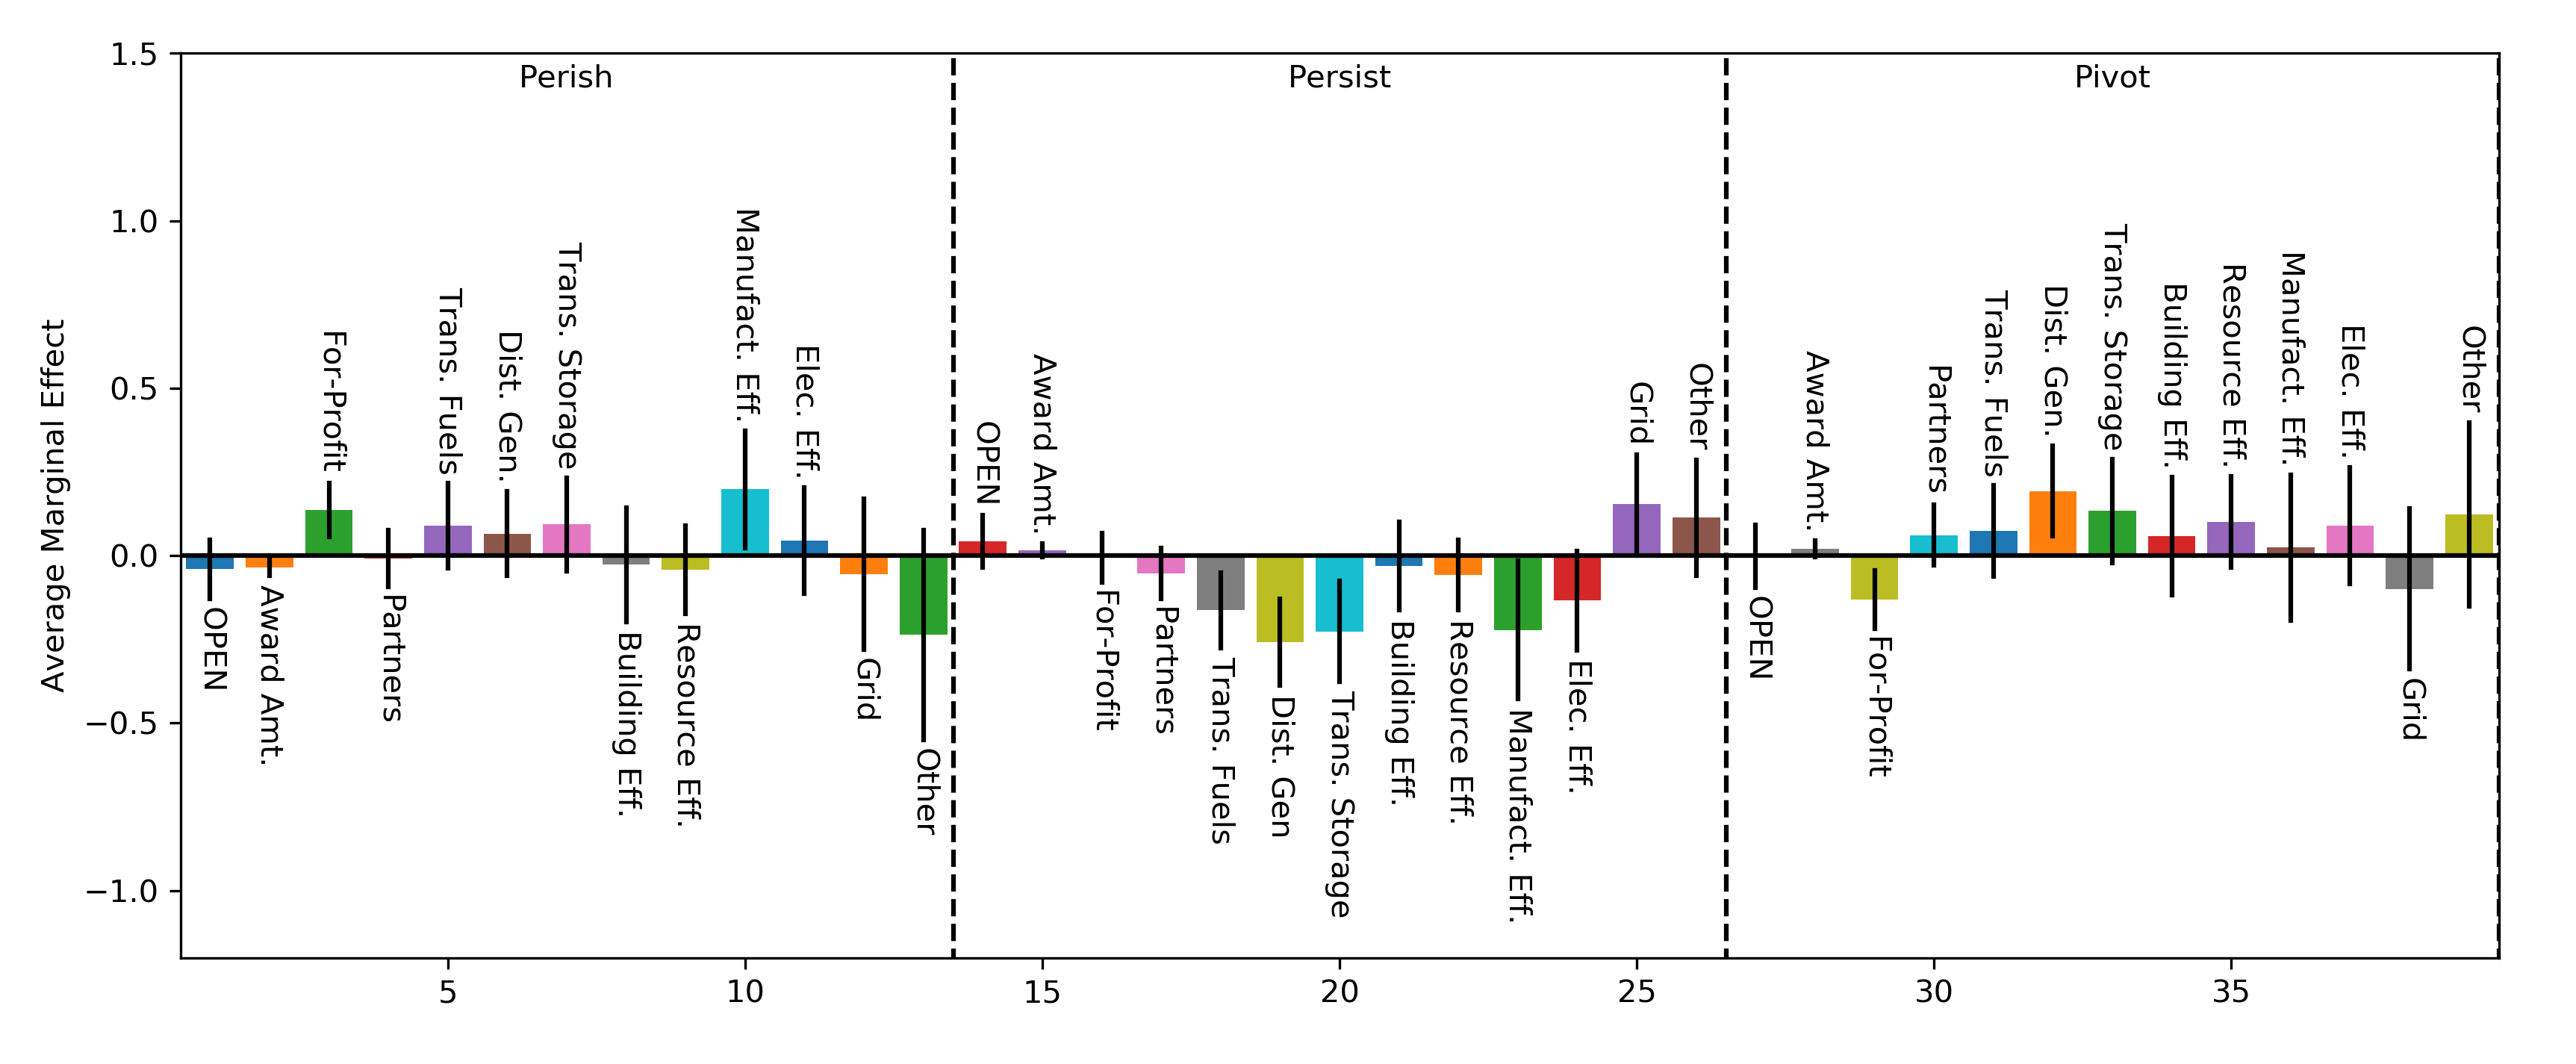 Perish
Persist
Pivot
1.5
1.0
0.5
0.0
−0.5
−1.0
Average Marginal Effect
OPEN
Award Amt.
For-Profit
Partners
Trans. Fuels
Dist. Gen.
Trans. Storage
Building Eff.
Resource Eff.
Manufact. Eff.
Elec. Eff.
Grid
Other
OPEN
Award Amt.
For-Profit
Partners
Trans. Fuels
Dist. Gen
Trans. Storage
Building Eff.
Resource Eff.
Manufact. Eff.
Elec. Eff.
Grid
Other
OPEN
Award Amt.
For-Profit
Partners
Trans. Fuels
Dist. Gen.
Trans. Storage
Building Eff.
Resource Eff.
Manufact. Eff.
Elec. Eff.
Grid
Other
5
10
15
20
25
30
35